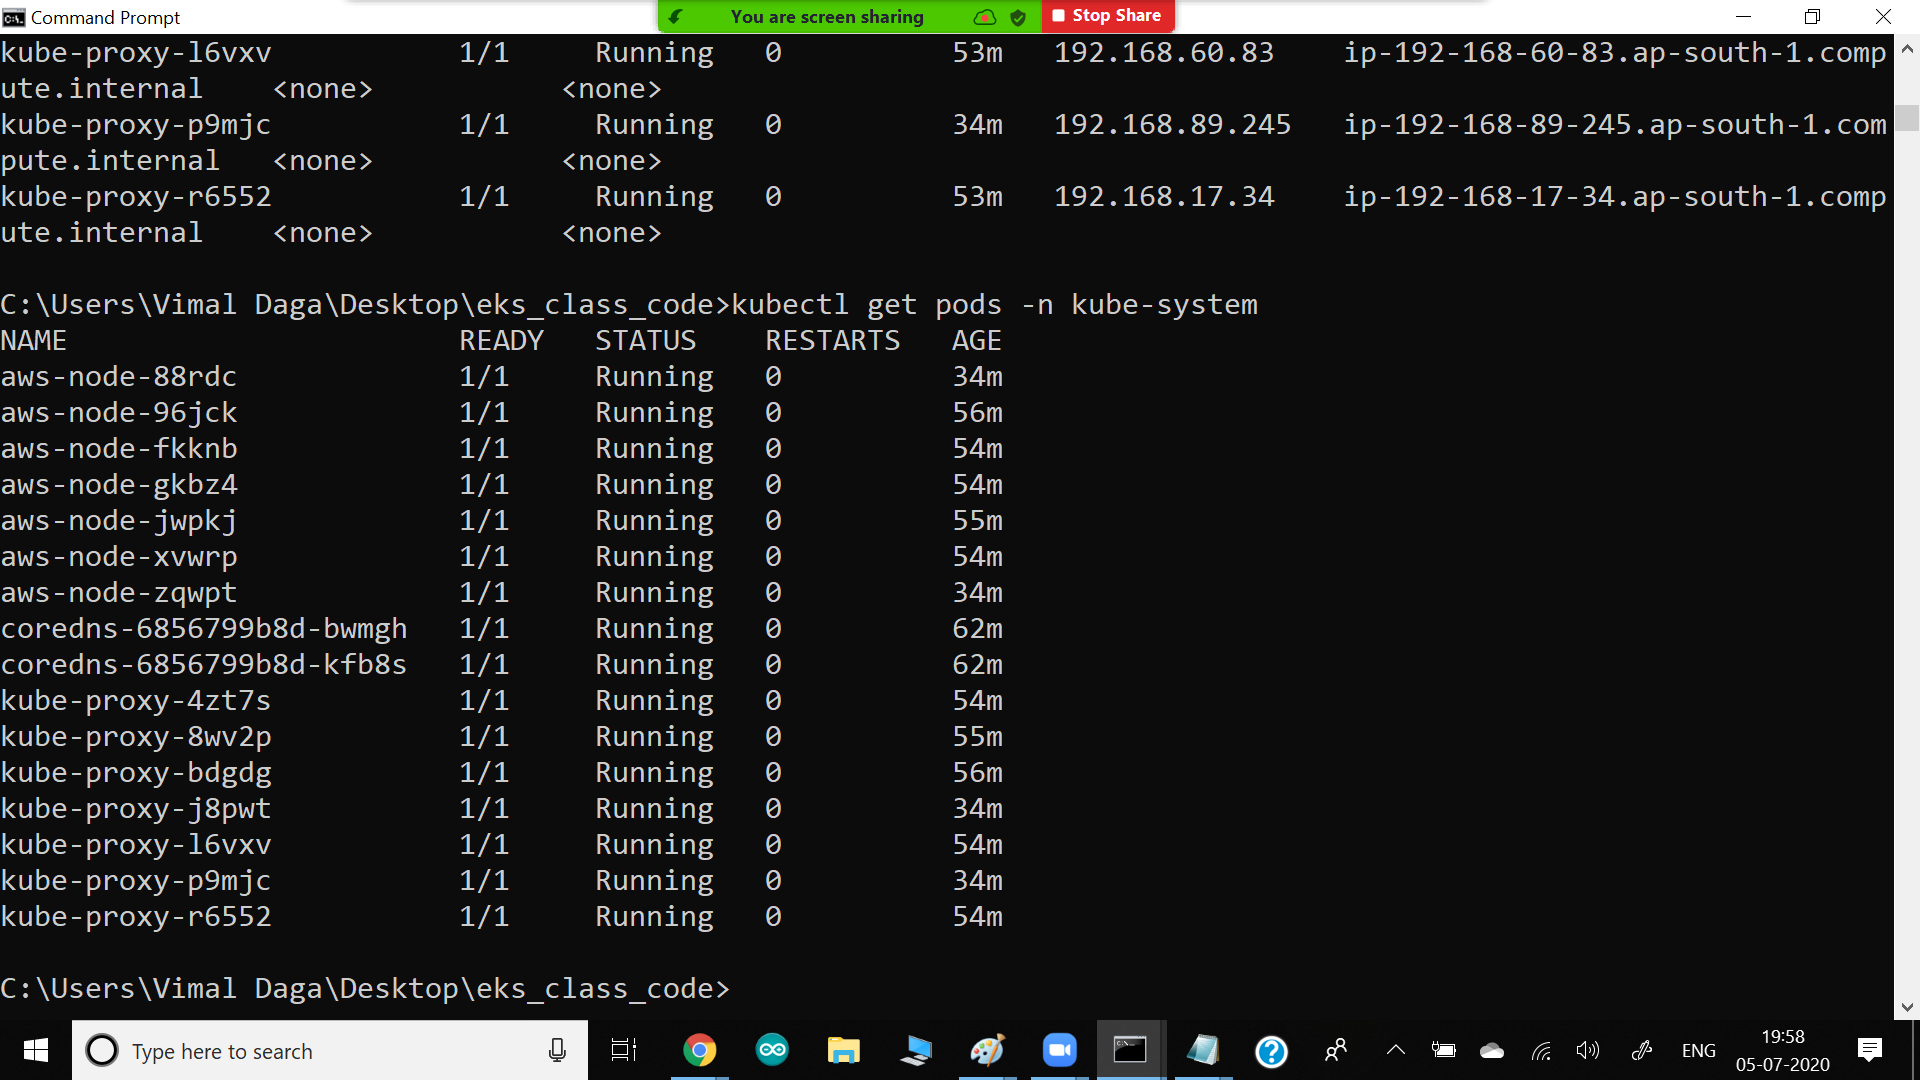 Command Prompt
You are screen sharing
Stop Share
kube-proxy-l6vxv 1/1 Running 0 53m 192.168.60.83 ip-192-168-60-83.ap-south-1.comp
ute.internal <none> <none>
kube-proxy-p9mjc 1/1 Running 0 34m 192.168.89.245 ip-192-168-89-245.ap-south-1.com
pute.internal <none> <none>
kube-proxy-r6552 1/1 Running 0 53m 192.168.17.34 ip-192-168-17-34.ap-south-1.comp
ute.internal <none> <none>
C:\Users\Vimal Daga\Desktop\eks_class_code>kubectl get pods -n kube-system
NAME READY STATUS RESTARTS AGE
aws-node-88rdc 1/1 Running 0 34m
aws-node-96jck 1/1 Running 0 56m
aws-node-fkknb 1/1 Running 0 54m
aws-node-gkbz4 1/1 Running 0 54m
aws-node-jwpkj 1/1 Running 0 55m
aws-node-xvwrp 1/1 Running 0 54m
aws-node-zqwpt 1/1 Running 0 34m
coredns-6856799b8d-bwmgh 1/1 Running 0 62m
coredns-6856799b8d-kfb8s 1/1 Running 0 62m
kube-proxy-4zt7s 1/1 Running 0 54m
kube-proxy-8wv2p 1/1 Running 0 55m
kube-proxy-bdgdg 1/1 Running 0 56m
kube-proxy-j8pwt 1/1 Running 0 34m
kube-proxy-l6vxv 1/1 Running 0 54m
kube-proxy-p9mjc 1/1 Running 0 34m
kube-proxy-r6552 1/1 Running 0 54m
C:\Users\Vimal Daga\Desktop\eks_class_code>
Type here to search
ENG
19:58
05-07-2020